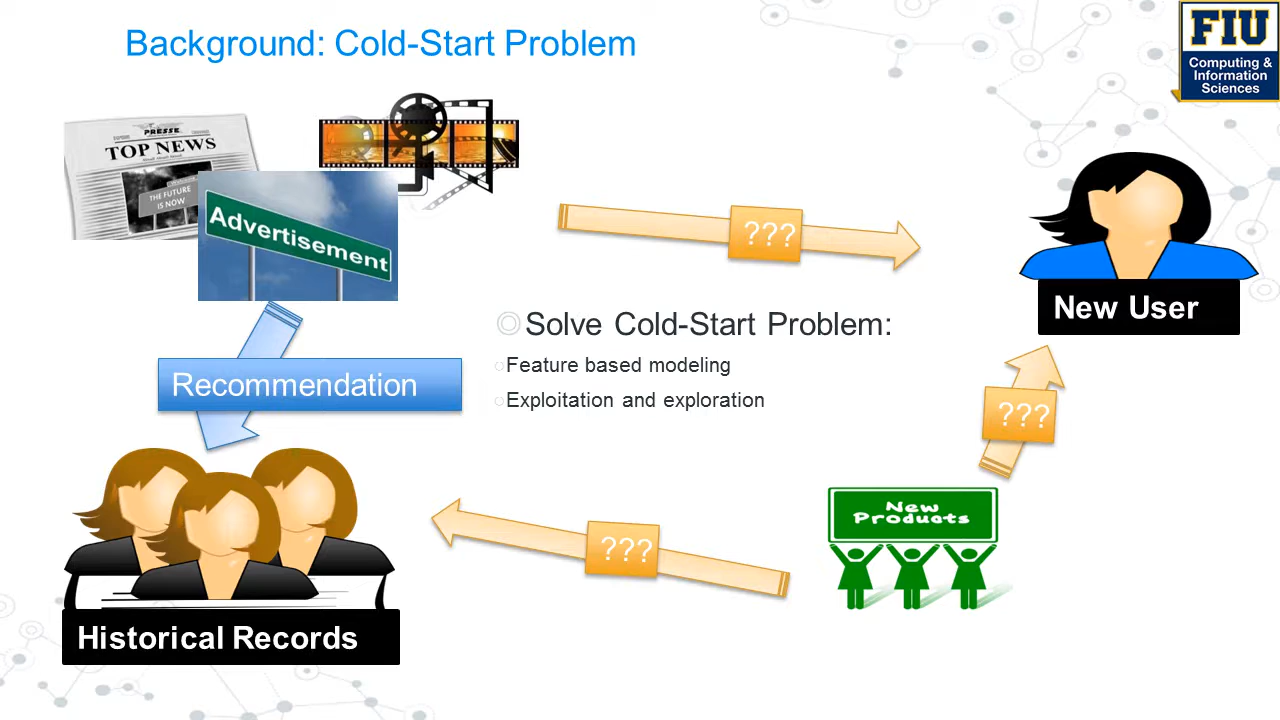 Background: Cold-Start Problem
FIU
Computing &
Information
Sciences
PRESSE
TOP NEWS
THE FUTURE
IS NOW
Advertisement
???
New User
Solve Cold-Start Problem:
Feature based modeling
Exploitation and exploration
Recommendation
???
New
Products
???
Historical Records